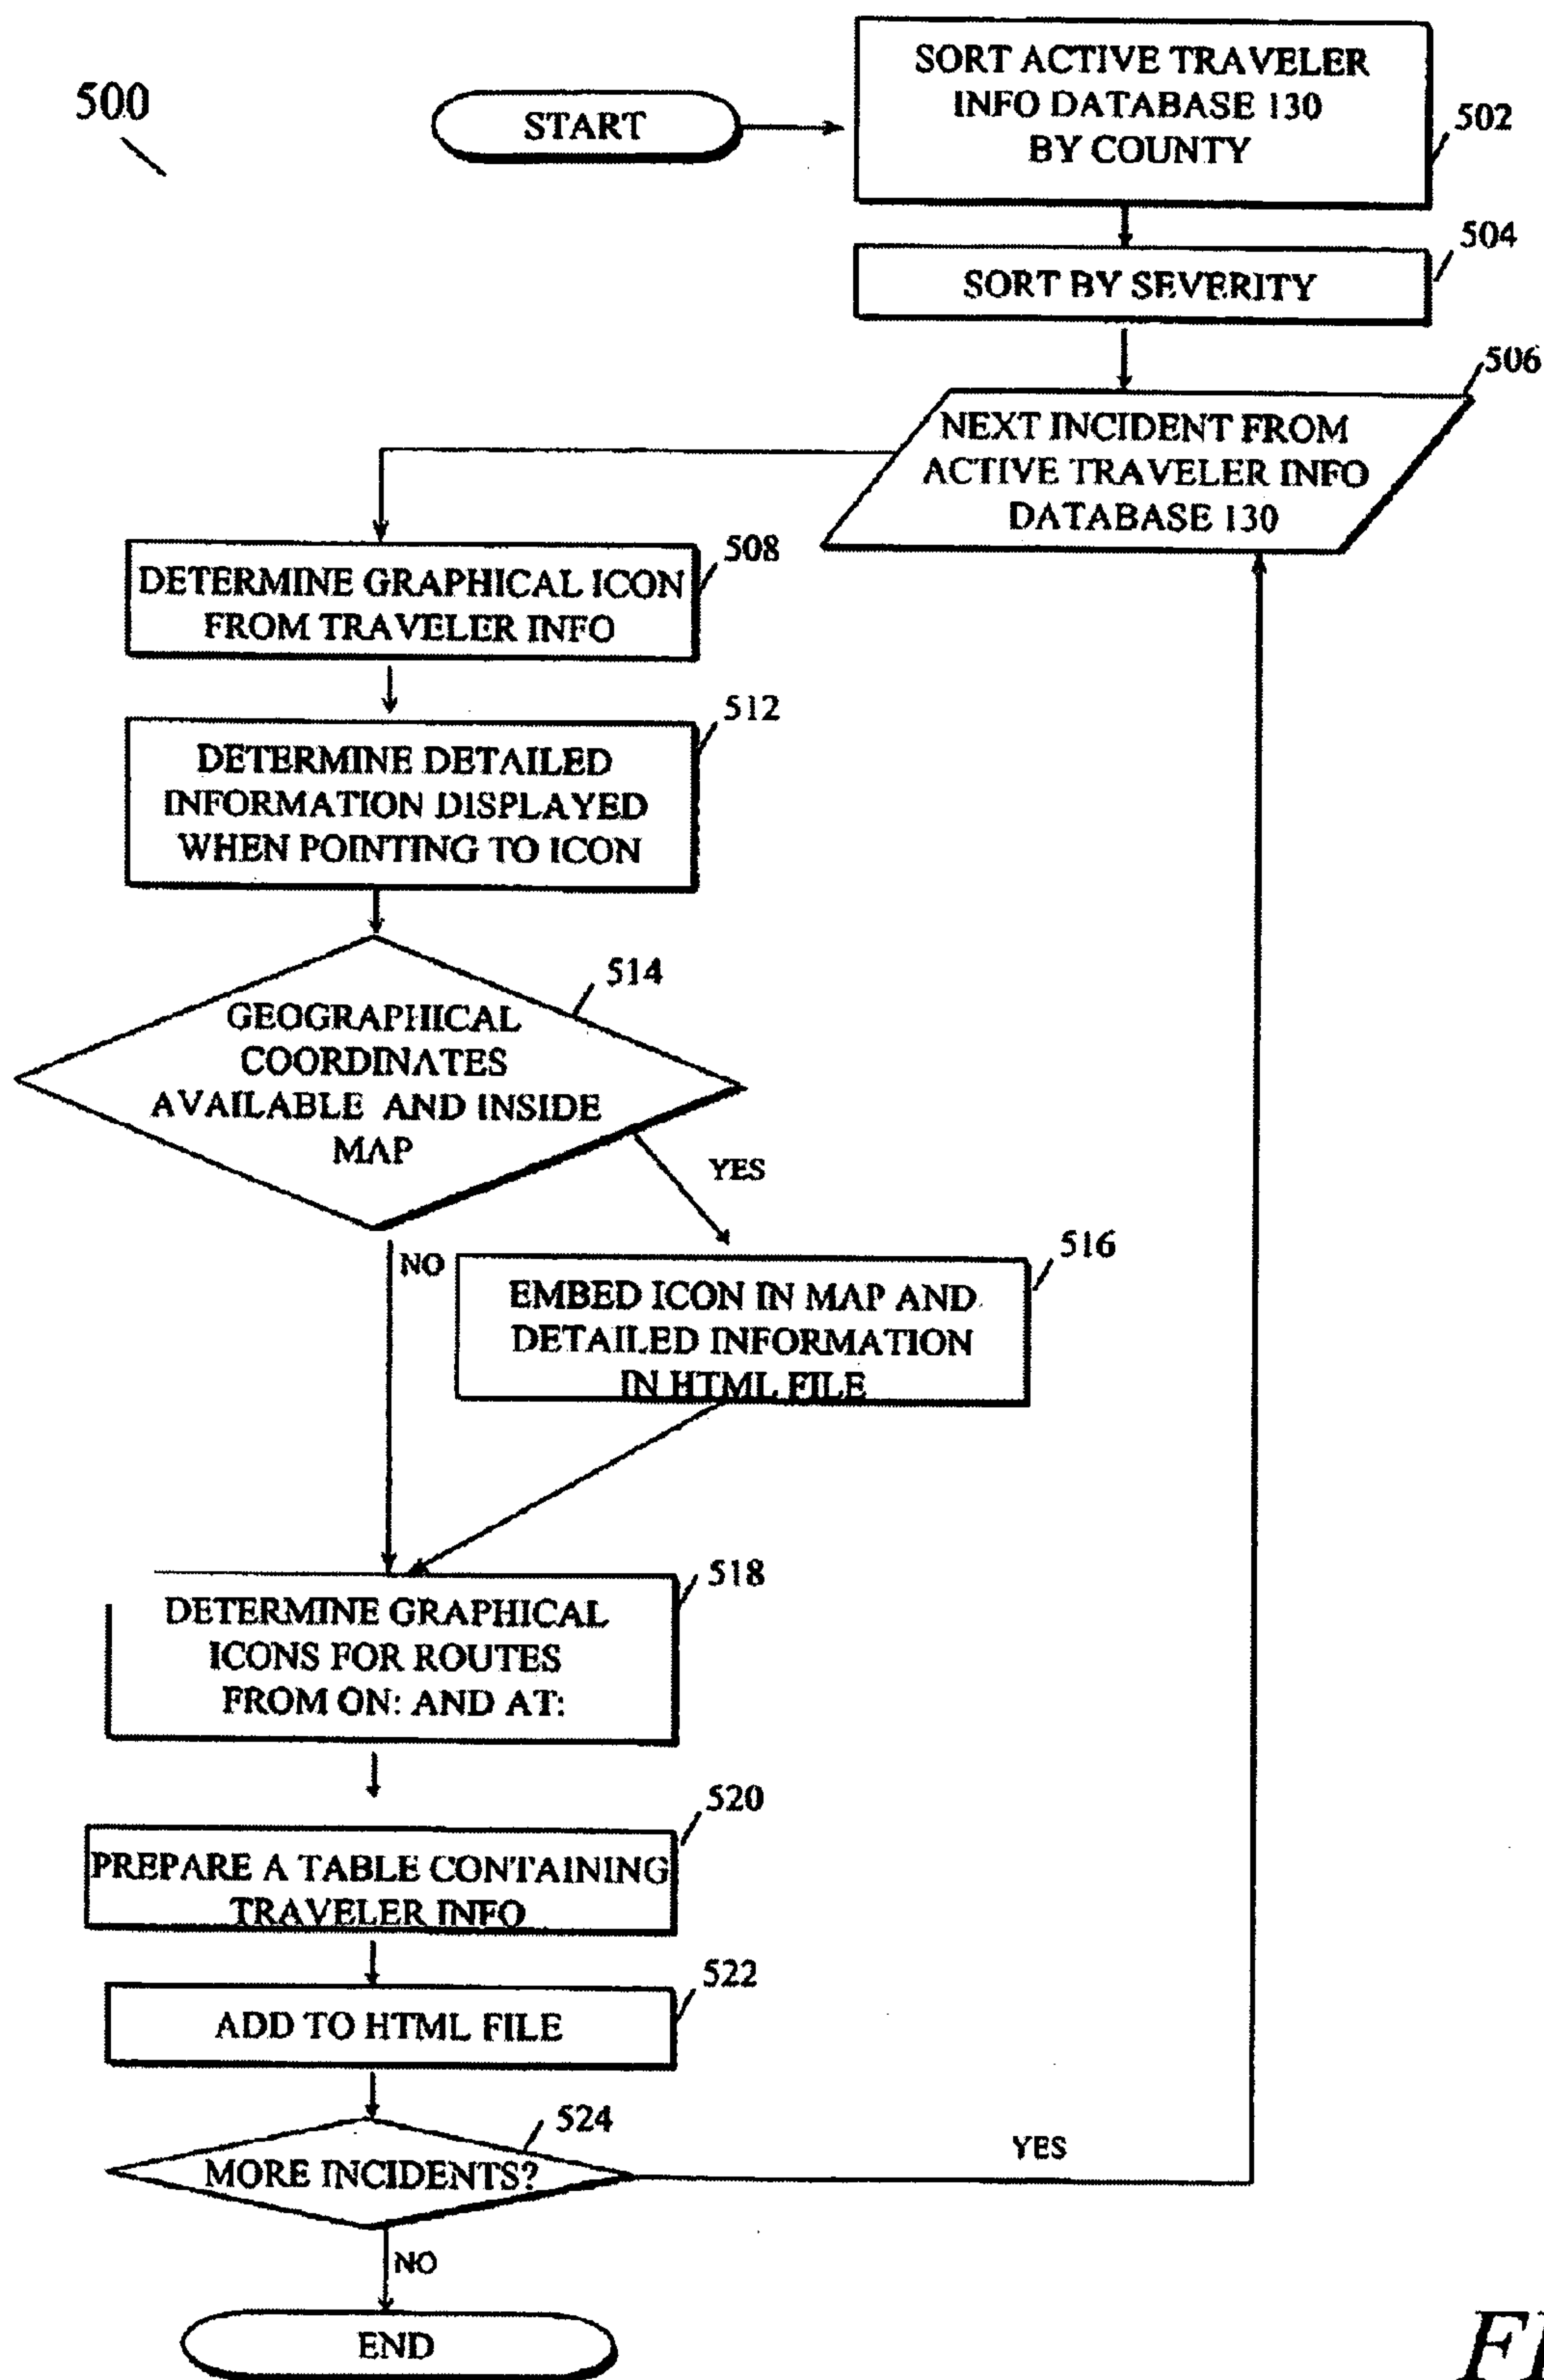 500
START
SORT ACTIVE TRAVELER
INFO DATABASE 130
BY COUNTY
502
504
SORT BY SEVERITY
506
NEXT INCIDENT FROM
ACTIVE TRAVELER INFO
DATABASE 130
508
DETERMINE GRAPHICAL ICON
FROM TRAVELER INFO
512
DETERMINE DETAILED
INFORMATION DISPLAYED
WHEN POINTING TO ICON
514
GEOGRAPHICAL
COORDINATES
AVAILABLE AND INSIDE
MAP
YES
NO
516
EMBED ICON IN MAP AND
DETAILED INFORMATION
IN HTML FILE
518
DETERMINE GRAPHICAL
ICONS FOR ROUTES
FROM ON: AND AT:
520
PREPARE A TABLE CONTAINING
TRAVELER INFO
522
ADD TO HTML FILE
524
MORE INCIDENTS?
YES
NO
END